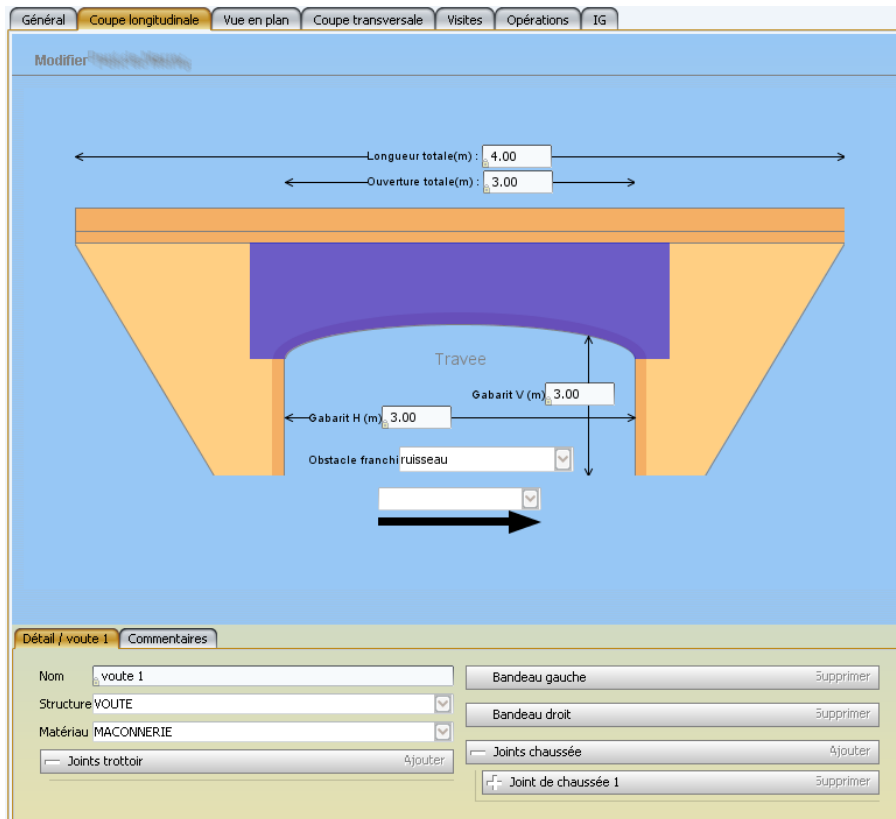 Général Coupe longitudinale Vue en plan Coupe transversale Visites Opérations IG
Modifier
Longueur totale(m) : 4.00
Ouverture totale(m) : 3.00
Travee
Gabarit V (m) 3.00
Gabarit H (m) 3.00
Obstacle franchi ruisseau
Détail / voute 1 Commentaires
Nom voute 1
Bandeau gauche Supprimer
Structure VOUTE
Bandeau droit Supprimer
Matériau MACONNERIE
Joints trottoir Ajouter
Joints chaussée Ajouter
Joint de chaussée 1 Supprimer